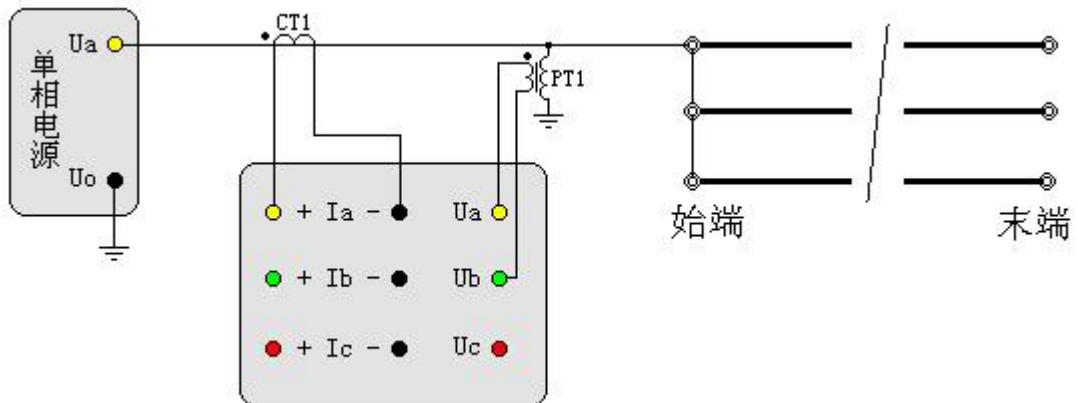 单相电源
Ua
Uo
CT1
PT1
+ Ia - Ua
+ Ib - Ub
+ Ic - Uc
始端
末端